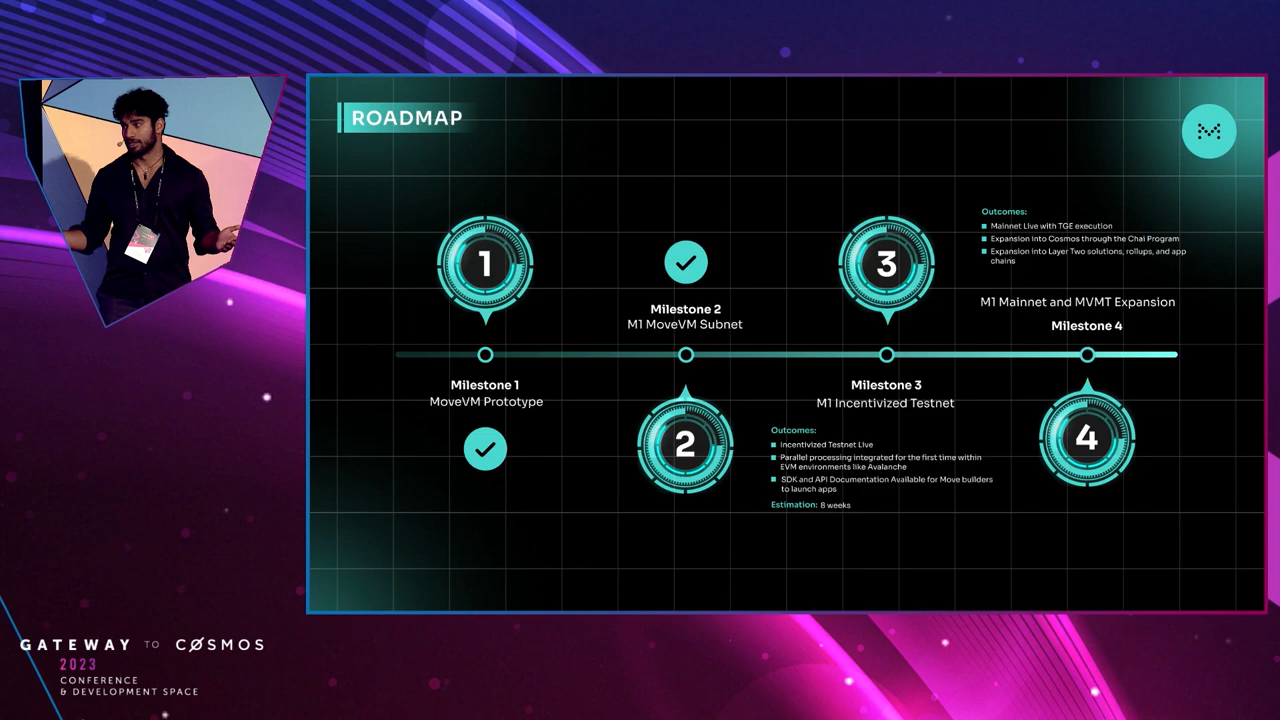 ROADMAP
1
Milestone 1
MoveVM Prototype
Milestone 2
M1 MoveVM Subnet
2
3
Milestone 3
M1 Incentivized Testnet
Outcomes:
Incentivized Testnet Live
Parallel processing integrated for the first time within
EVM environments like Avalanche
SDK and API Documentation Available for Move builders
to launch apps
Estimation: 8 weeks
Outcomes:
Mainnet Live with TGE execution
Expansion into Cosmos through the Chai Program
Expansion into Layer Two solutions, rollups, and app
chains
M1 Mainnet and MVMT Expansion
Milestone 4
4
GATEWAY TO COSMOS
2023
CONFERENCE
& DEVELOPMENT SPACE